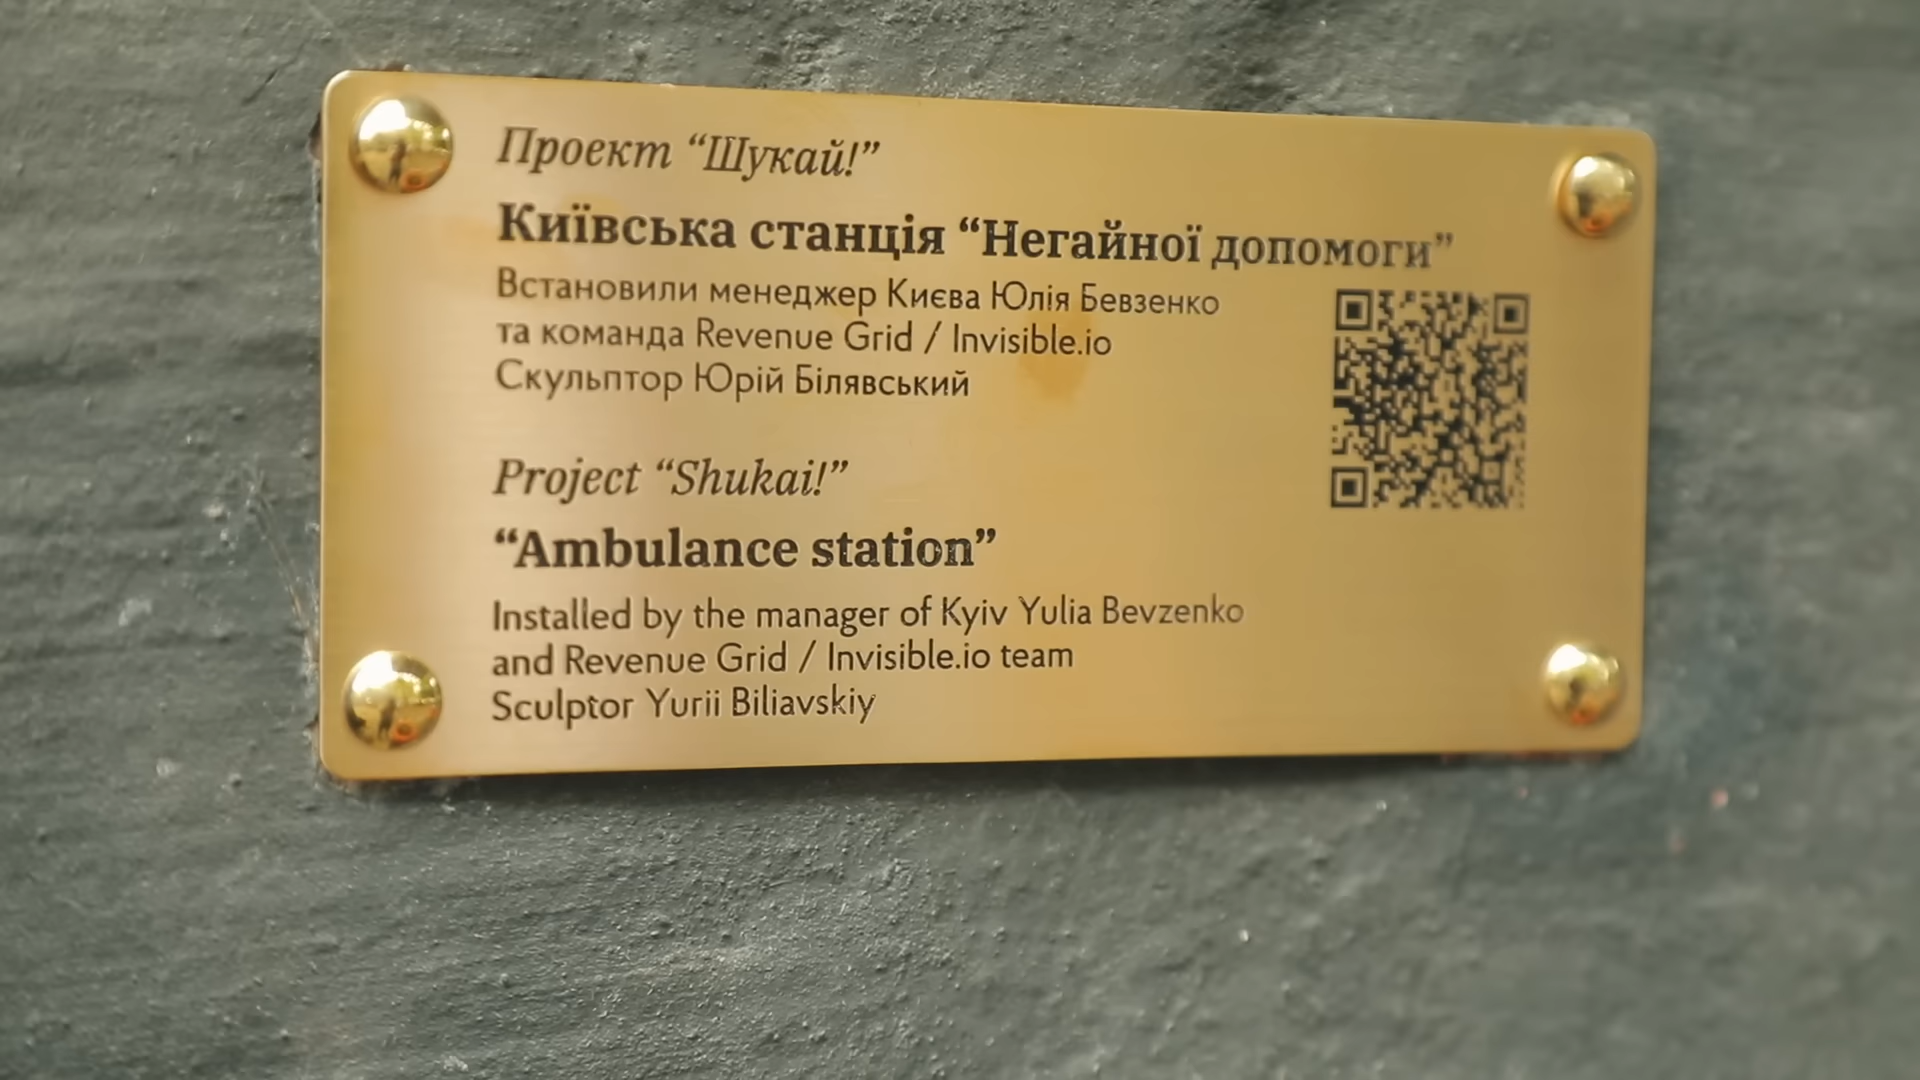 Проект “Шукай!”
Київська станція “Негайної допомоги”
Встановили менеджер Києва Юлія Бевзенко
та команда Revenue Grid / Invisible.io
Скульптор Юрій Білявський
Project “Shukai!”
“Ambulance station”
Installed by the manager of Kyiv Yulia Bevzenko
and Revenue Grid / Invisible.io team
Sculptor Yurii Biliavskiy